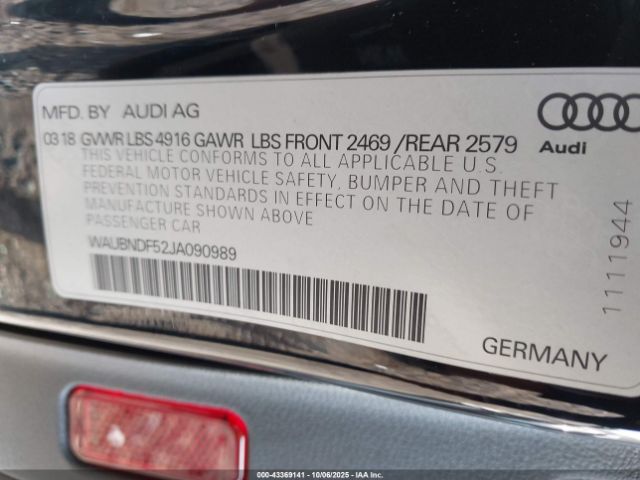 MFD. BY AUDI AG
03 18 GVWR LBS 4916 GAWR LBS FRONT 2469 /REAR 2579
THIS VEHICLE CONFORMS TO ALL APPLICABLE U.S.
FEDERAL MOTOR VEHICLE SAFETY, BUMPER AND THEFT
PREVENTION STANDARDS IN EFFECT ON THE DATE OF
MANUFACTURE SHOWN ABOVE
PASSENGER CAR
WAUBNDF52JA090989
Audi
1111944
GERMANY
000-43369141 - 10/06/2025 - IAA Inc.